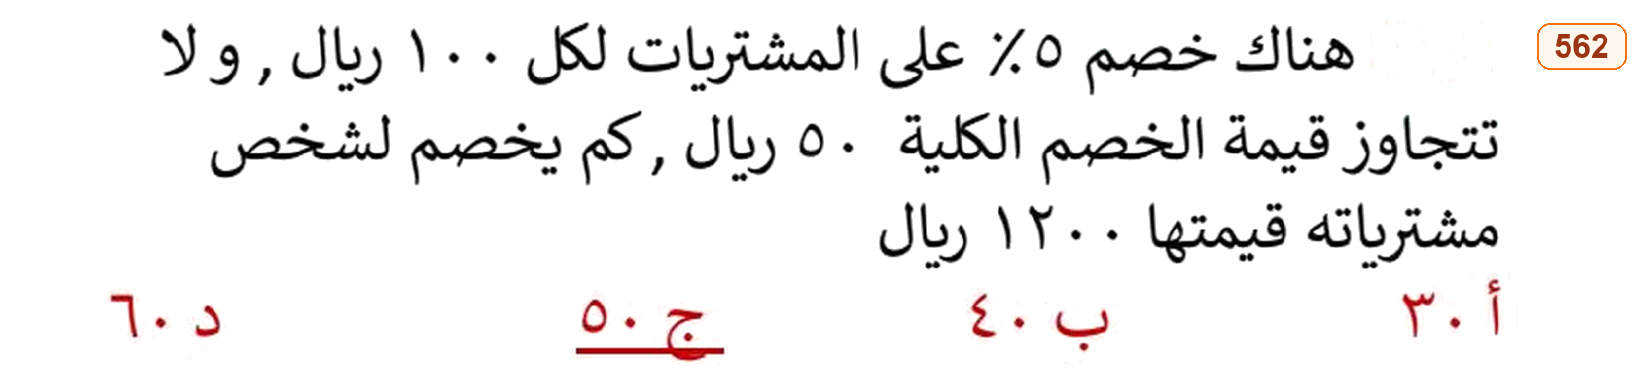 562
هناك خصم ٥٪ على المشتريات لكل ١٠٠ ريال , و لا
تتجاوز قيمة الخصم الكلية ٥٠ ريال , كم يخصم لشخص
مشترياته قيمتها ١٢٠٠ ريال
أ ٣٠ ب ٤٠ ج ٥٠ د ٦٠